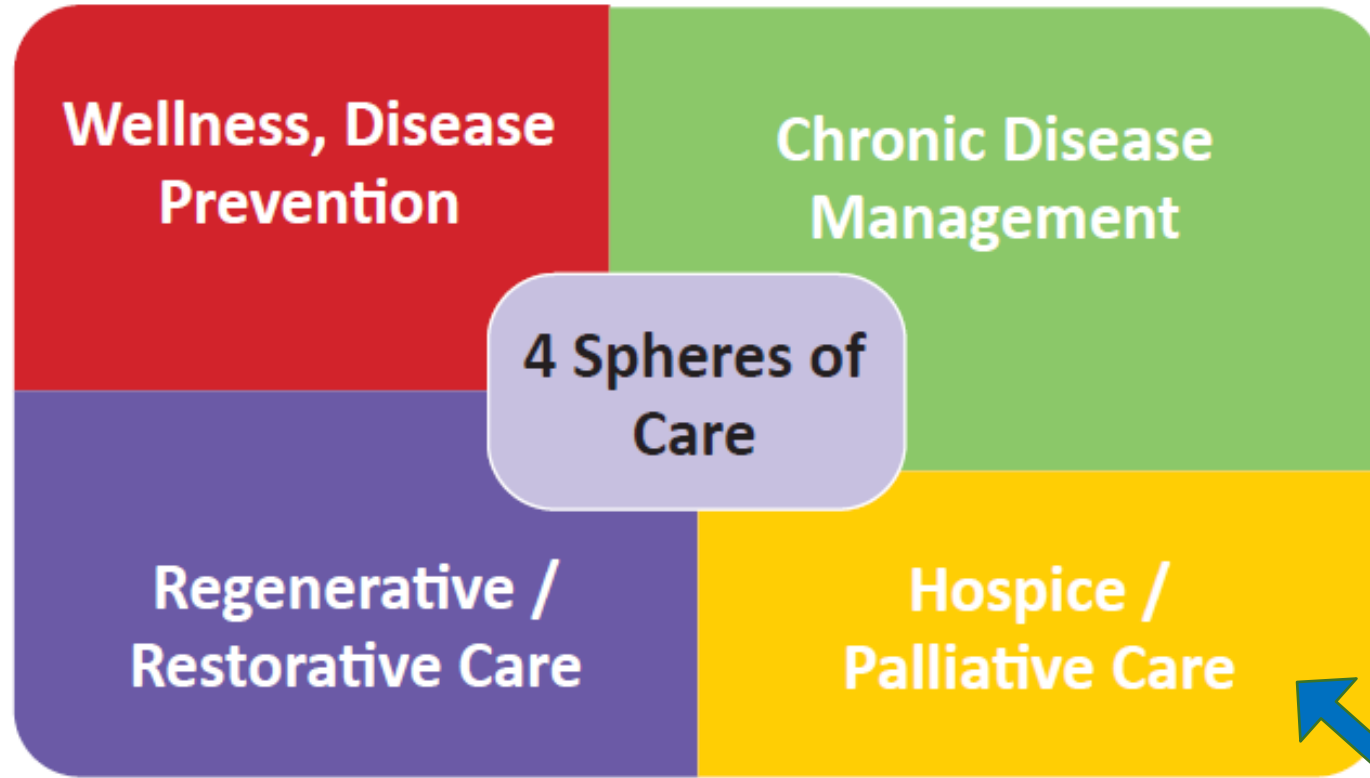 Wellness, Disease
Prevention
Chronic Disease
Management
4 Spheres of
Care
Regenerative /
Restorative Care
Hospice /
Palliative Care